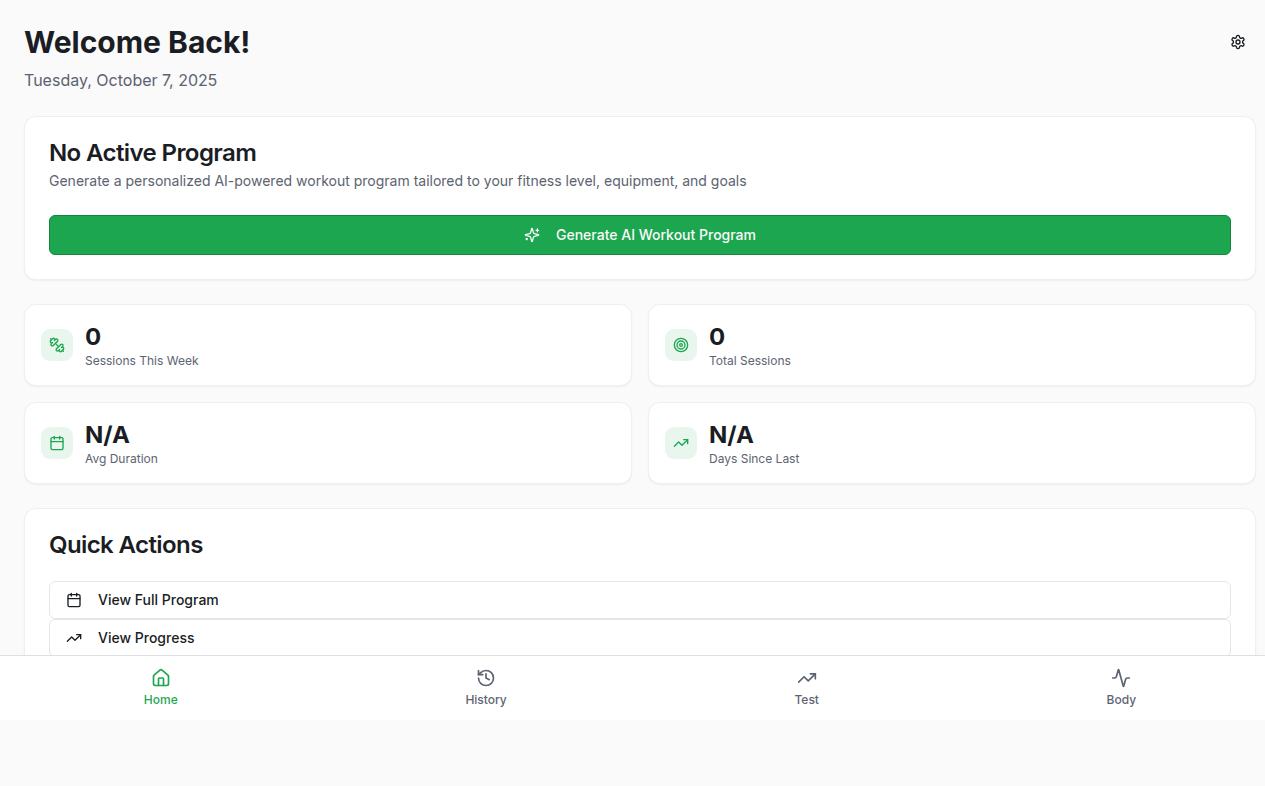 Welcome Back!
Tuesday, October 7, 2025
No Active Program
Generate a personalized AI-powered workout program tailored to your fitness level, equipment, and goals
Generate AI Workout Program
0
Sessions This Week
0
Total Sessions
N/A
Avg Duration
N/A
Days Since Last
Quick Actions
View Full Program
View Progress
Home
History
Test
Body